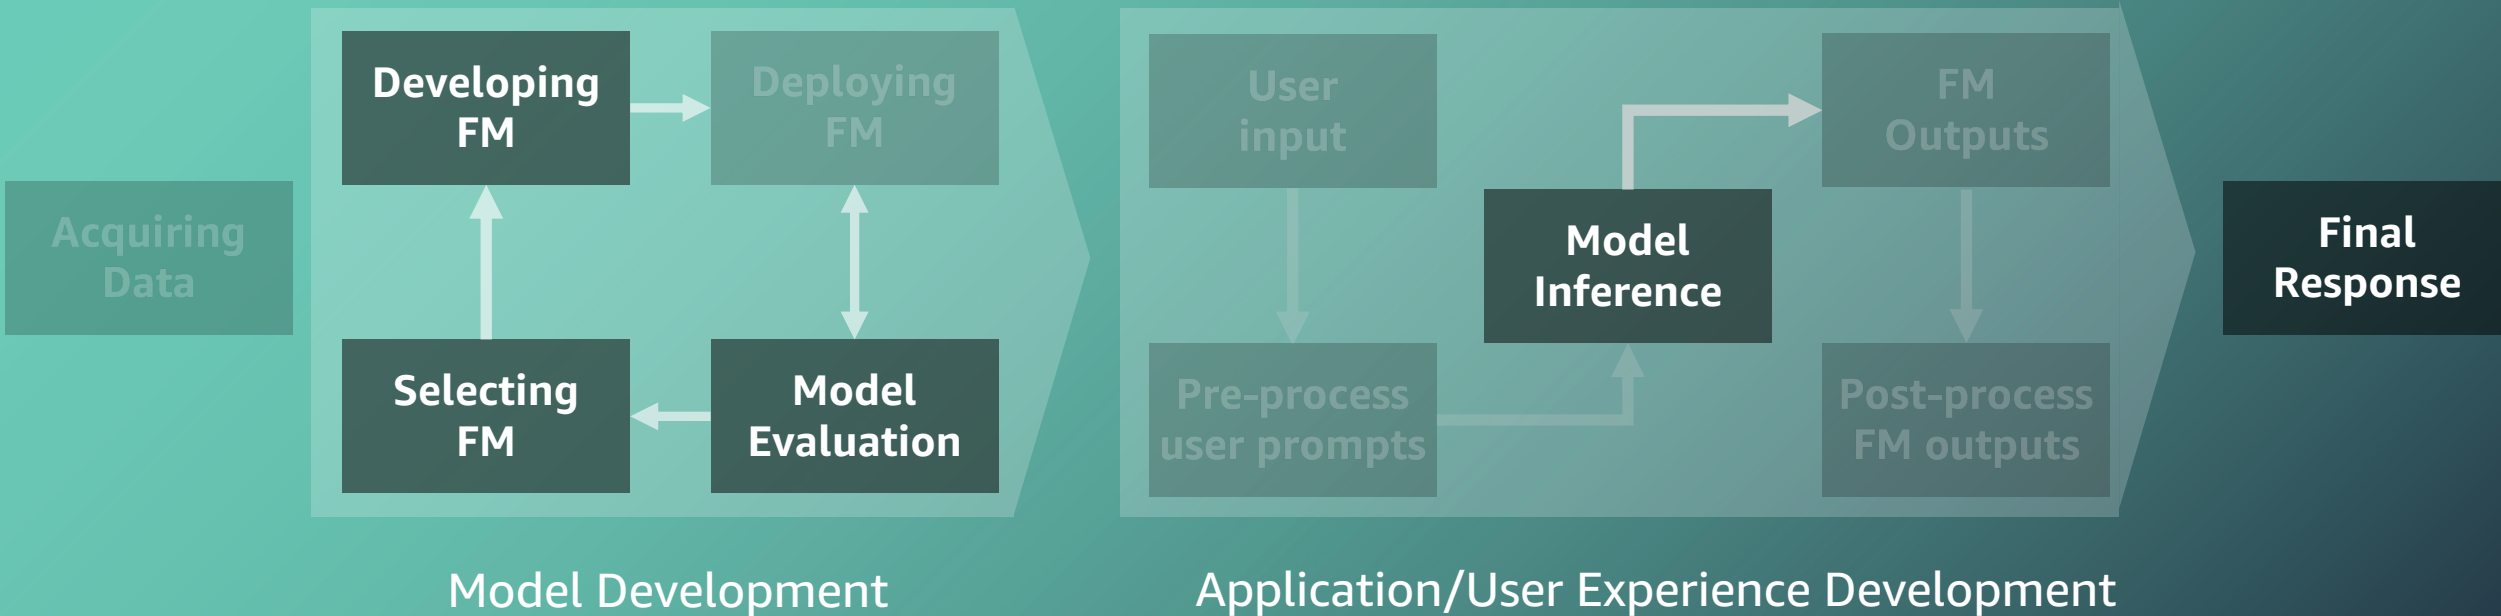 Acquiring
Data
Developing
FM
Deploying
FM
Selecting
FM
Model
Evaluation
Model Development
User
input
Pre-process
user prompts
Model
Inference
FM
Outputs
Post-process
FM outputs
Application/User Experience Development
Final
Response